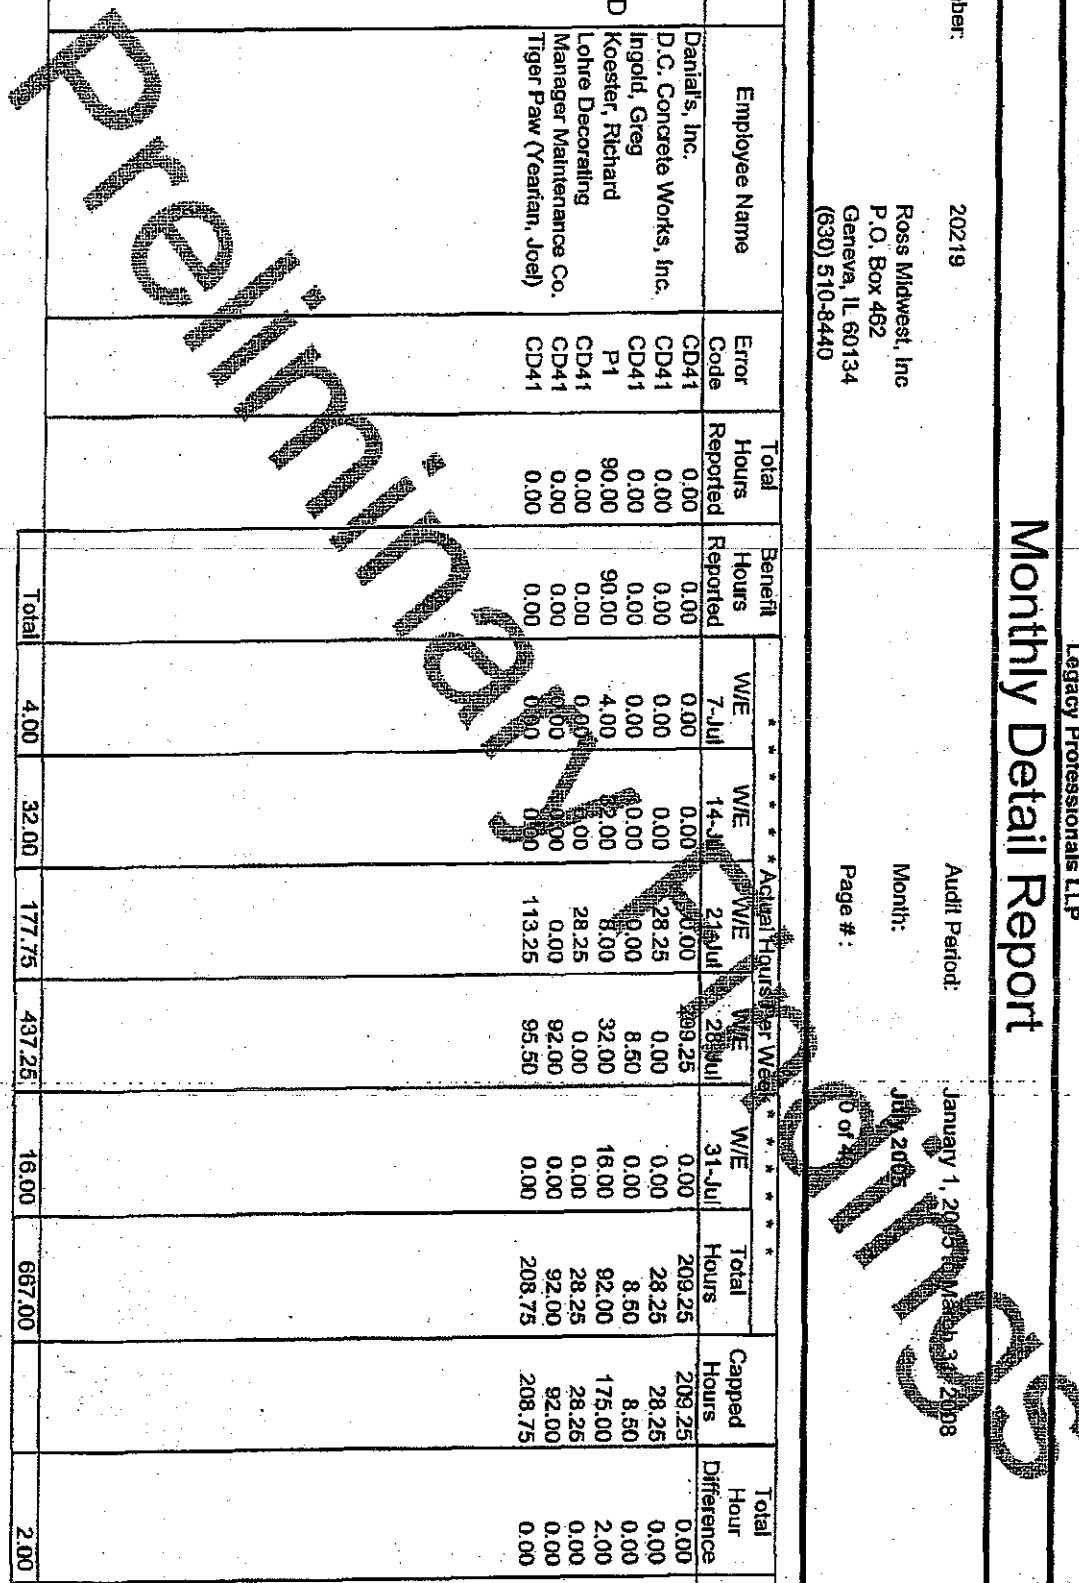 Legacy Professionals LLP
Monthly Detail Report
ber: 20219 Audit Period: January 1, 2005 to March 31, 2008
Ross Midwest, Inc Month: July 2005
P.O. Box 462
Geneva, IL 60134 Page # : of
(630) 510-8440
Total Benefit * * * * * * Actual Hours Per Week * * * * * * Total
Employee Name Error Hours Hours W/E W/E W/E W/E W/E Total Capped Hour
Code Reported Reported 7-Jul 14-Jul 21-Jul 28-Jul 31-Jul Hours Hours Difference
Danial's, Inc. CD41 0.00 0.00 0.00 0.00 0.00 209.25 0.00 209.25 209.25 0.00
D.C. Concrete Works, Inc. CD41 0.00 0.00 0.00 0.00 28.25 0.00 0.00 28.25 28.25 0.00
Ingold, Greg CD41 0.00 0.00 0.00 0.00 0.00 8.50 0.00 8.50 8.50 0.00
D Koester, Richard P1 90.00 90.00 4.00 32.00 8.00 32.00 16.00 92.00 175.00 2.00
Lohre Decorating CD41 0.00 0.00 0.00 0.00 28.25 0.00 0.00 28.25 28.25 0.00
Manager Maintenance Co. CD41 0.00 0.00 0.00 0.00 0.00 92.00 0.00 92.00 92.00 0.00
Tiger Paw (Yearian, Joel) CD41 0.00 0.00 0.00 0.00 113.25 95.50 0.00 208.75 208.75 0.00
Total 4.00 32.00 177.75 437.25 16.00 667.00 2.00
Preliminary Findings